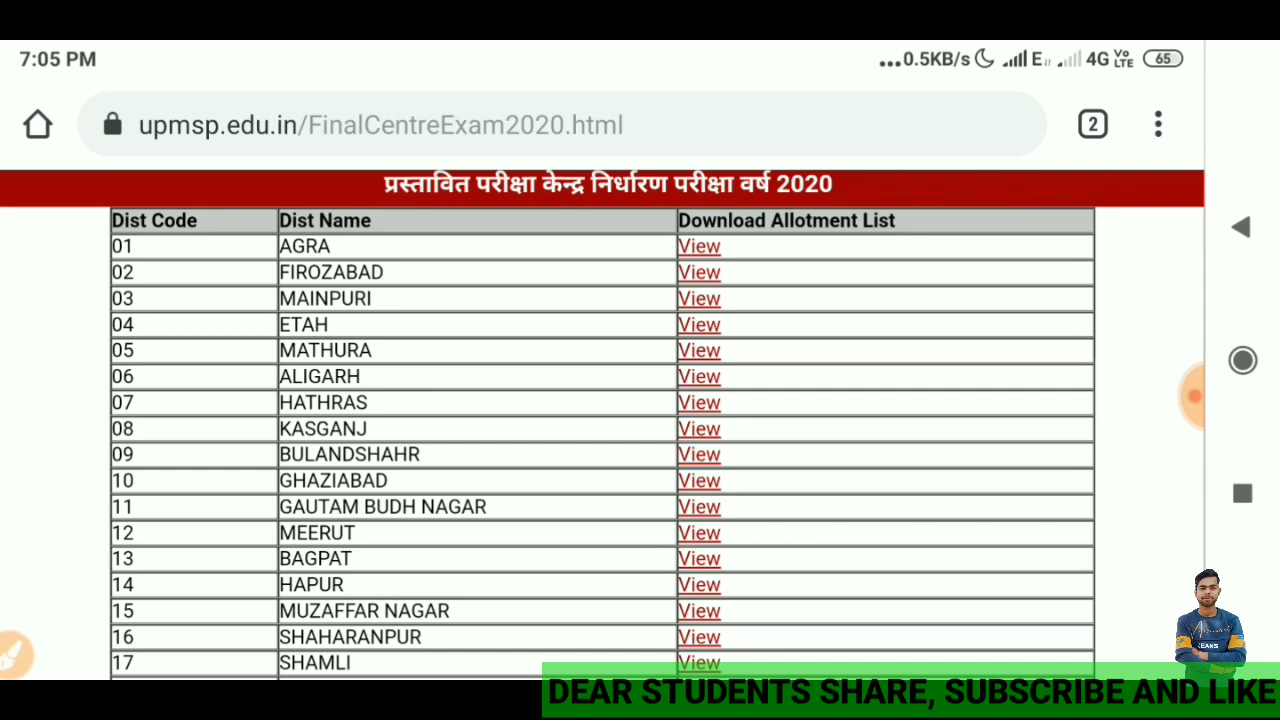 7:05 PM ...0.5KB/s E 4G Vo LTE 65
upmsp.edu.in/FinalCentreExam2020.html 2
प्रस्तावित परीक्षा केन्द्र निर्धारण परीक्षा वर्ष 2020
Dist Code Dist Name Download Allotment List
01 AGRA View
02 FIROZABAD View
03 MAINPURI View
04 ETAH View
05 MATHURA View
06 ALIGARH View
07 HATHRAS View
08 KASGANJ View
09 BULANDSHAHR View
10 GHAZIABAD View
11 GAUTAM BUDH NAGAR View
12 MEERUT View
13 BAGPAT View
14 HAPUR View
15 MUZAFFAR NAGAR View
16 SHAHARANPUR View
17 SHAMLI View
DEAR STUDENTS SHARE, SUBSCRIBE AND LIKE